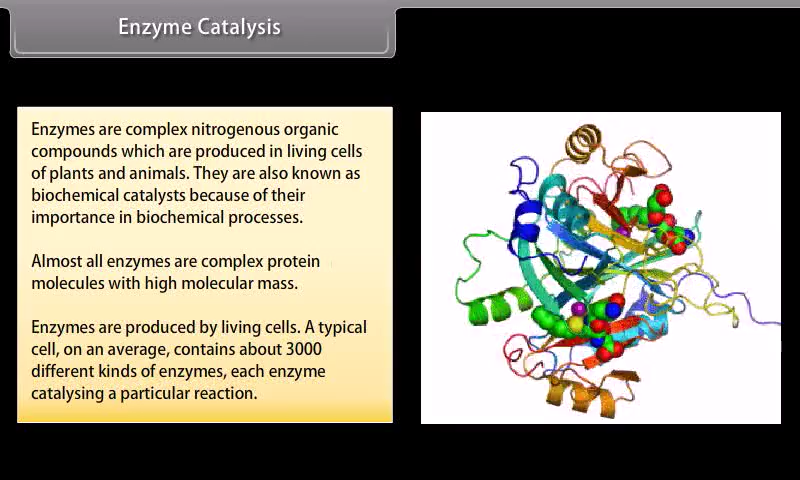 Enzyme Catalysis
Enzymes are complex nitrogenous organic
compounds which are produced in living cells
of plants and animals. They are also known as
biochemical catalysts because of their
importance in biochemical processes.
Almost all enzymes are complex protein
molecules with high molecular mass.
Enzymes are produced by living cells. A typical
cell, on an average, contains about 3000
different kinds of enzymes, each enzyme
catalysing a particular reaction.